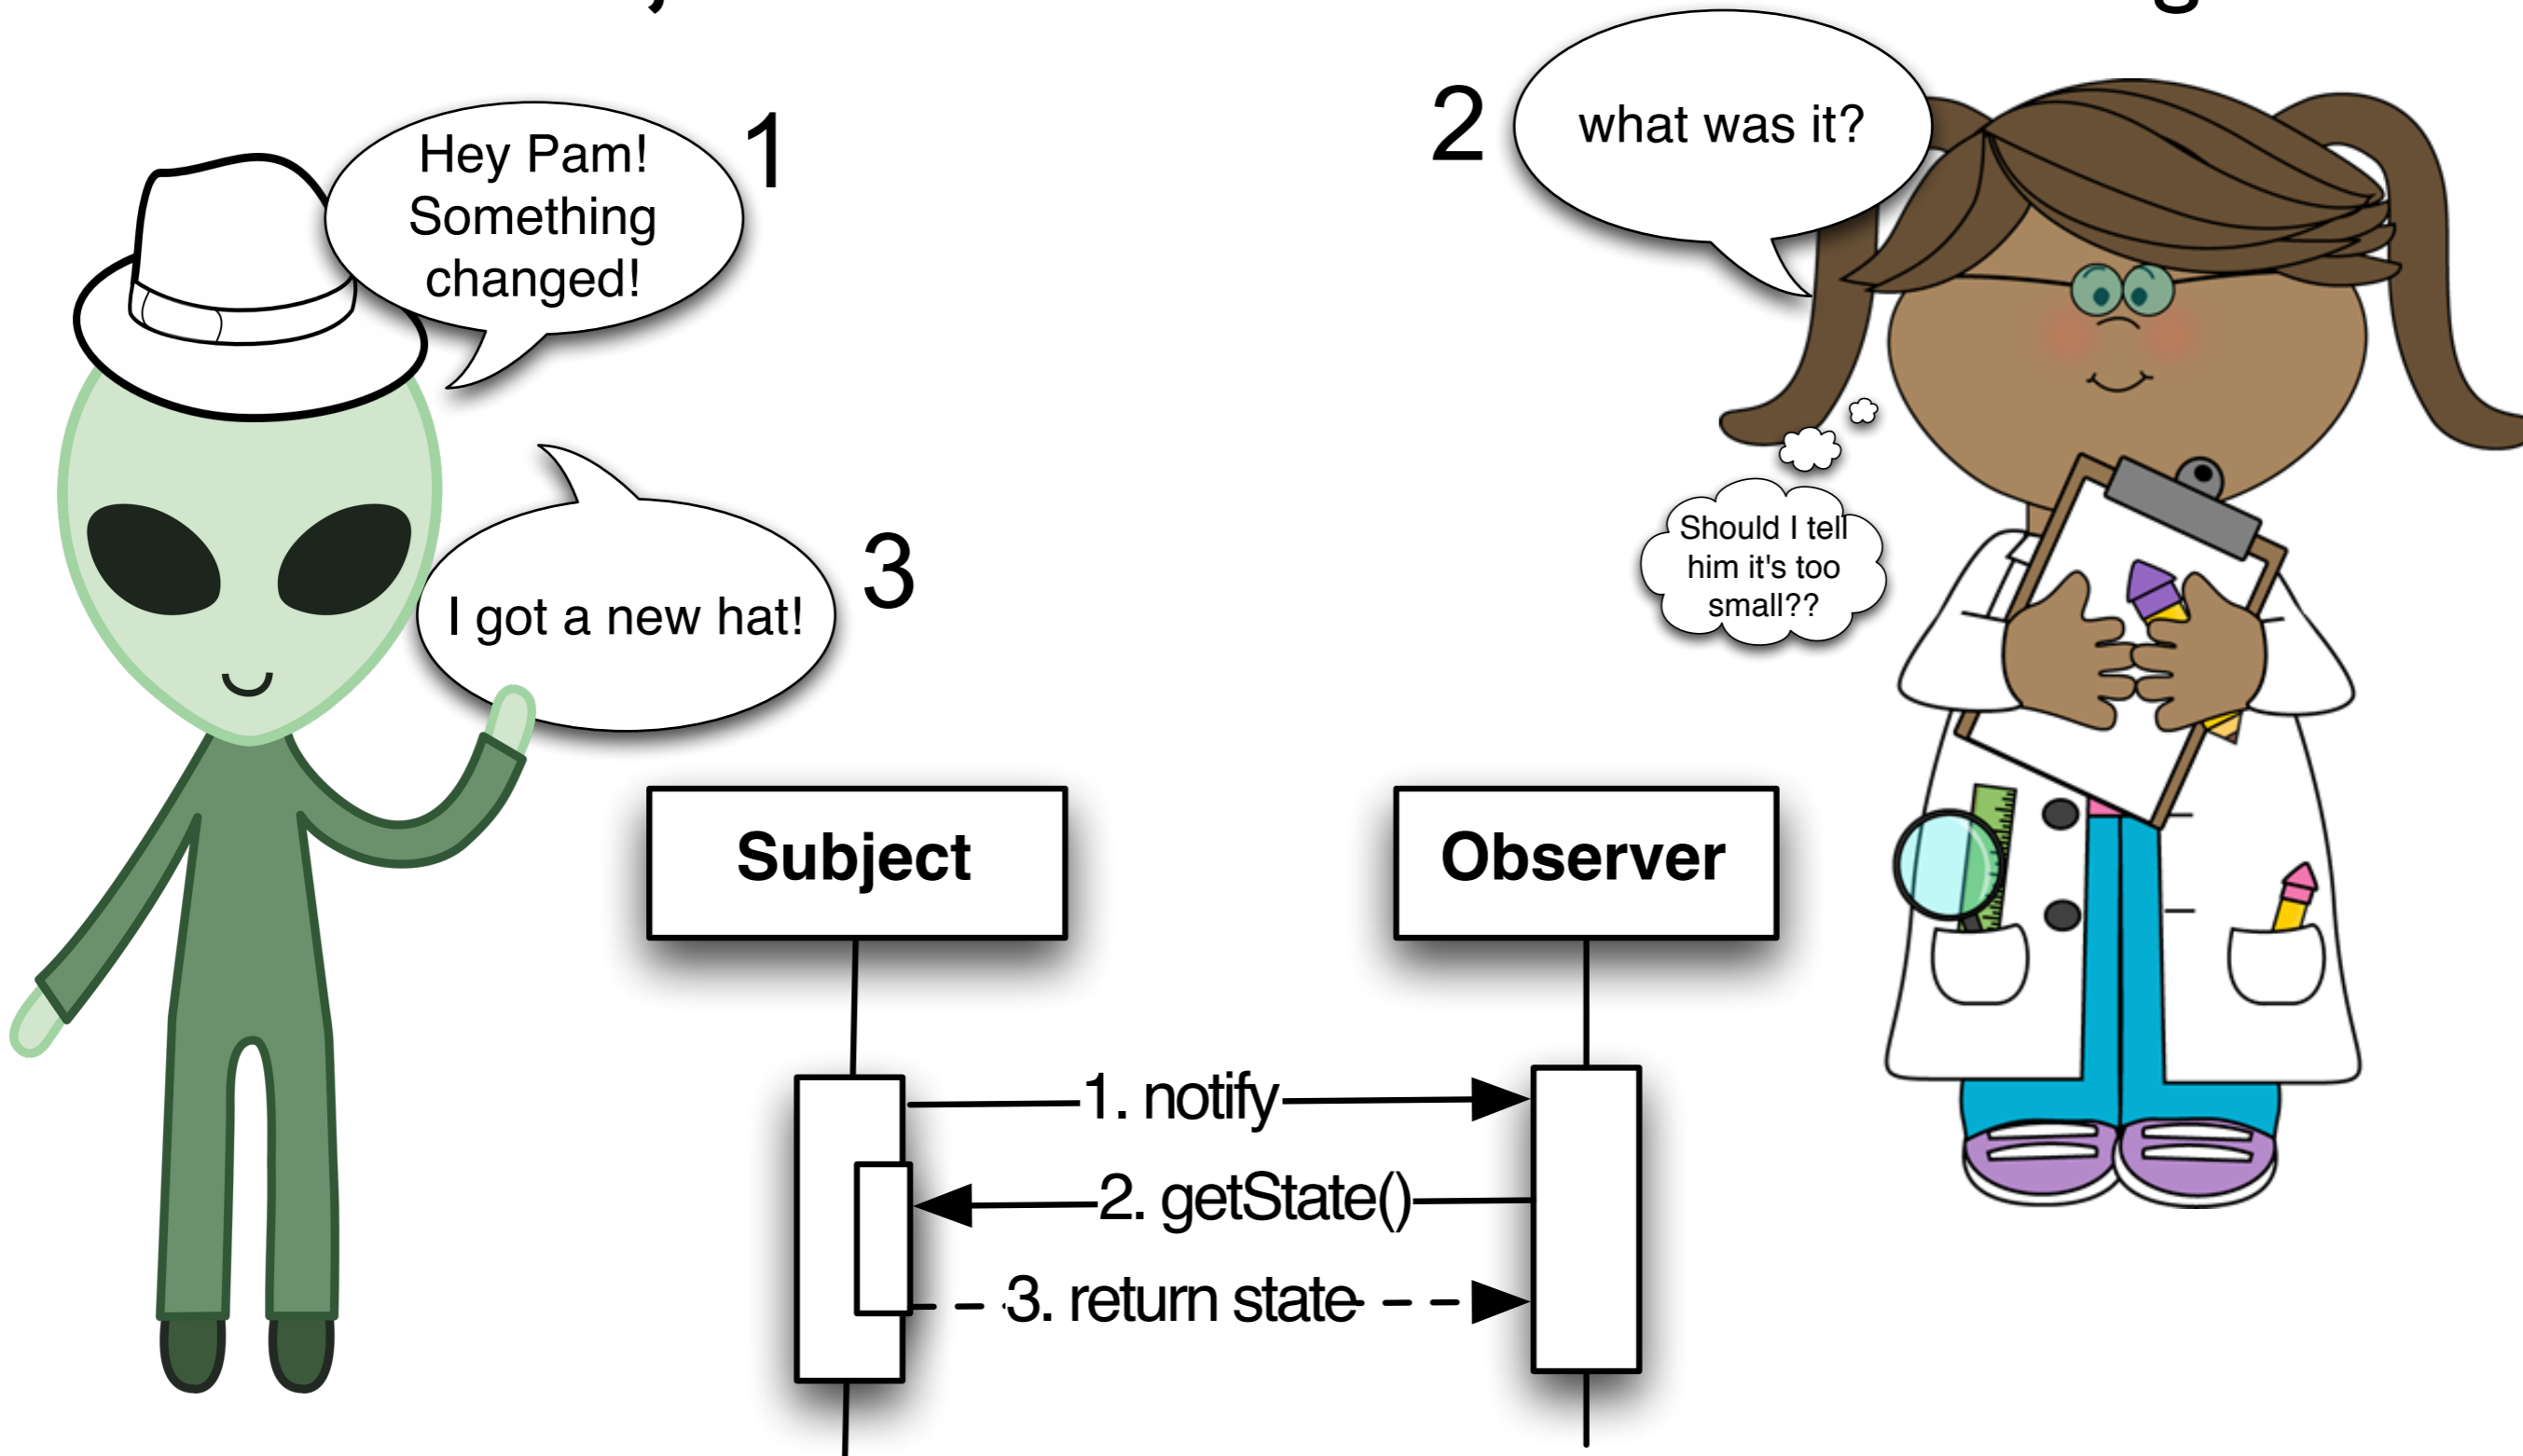 Hey Pam!
Something
changed!
1
2
what was it?
I got a new hat!
3
Should I tell
him it's too
small??
Subject
Observer
1. notify
2. getState()
3. return state